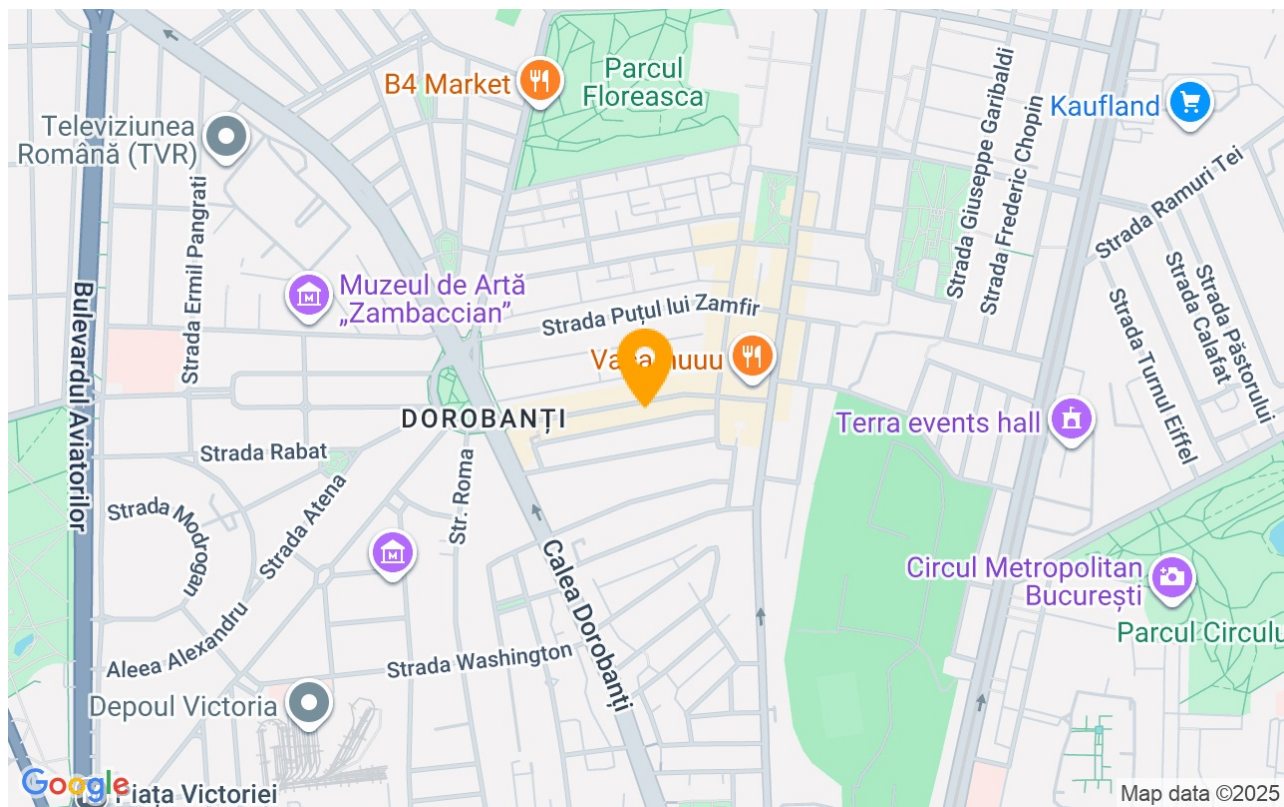 B4 Market
Parcul
Floreasca
Televiziunea
Română (TVR)
Kaufland
Strada Giuseppe Garibaldi
Strada Frederic Chopin
Strada Ramuri Tei
Strada Ermil Pangrati
Bulevardul Aviatorilor
Muzeul de Artă
„Zambaccian”
Strada Puțul lui Zamfir
Strada Păstorului
Strada Calafat
Strada Turnul Eiffel
DOROBANȚI
Terra events hall
Strada Rabat
Str. Roma
Strada Atena
Strada Modrogan
Calea Dorobanți
Circul Metropolitan
București
Parcul Circulu
Aleea Alexandru
Strada Washington
Depoul Victoria
Google
Piața Victoriei
Map data ©2025